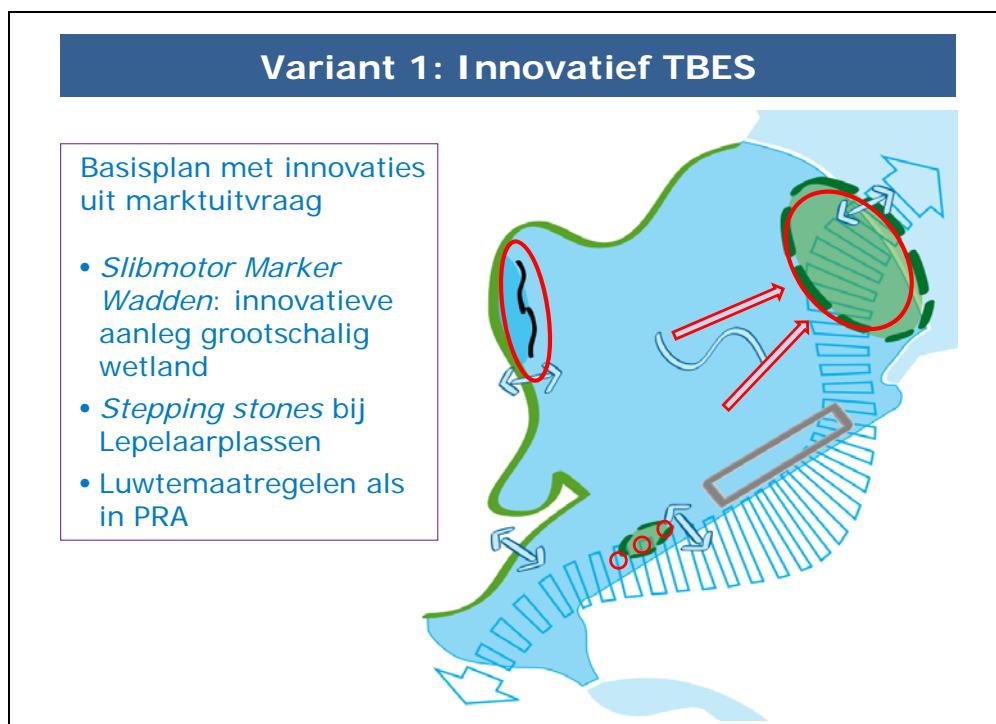 Variant 1: Innovatief TBES
Basisplan met innovaties
uit marktuitvraag
• Slibmotor Marker
Wadden: innovatieve
aanleg grootschalig
wetland
• Stepping stones bij
Lepelaarplassen
• Luwtemaatregelen als
in PRA